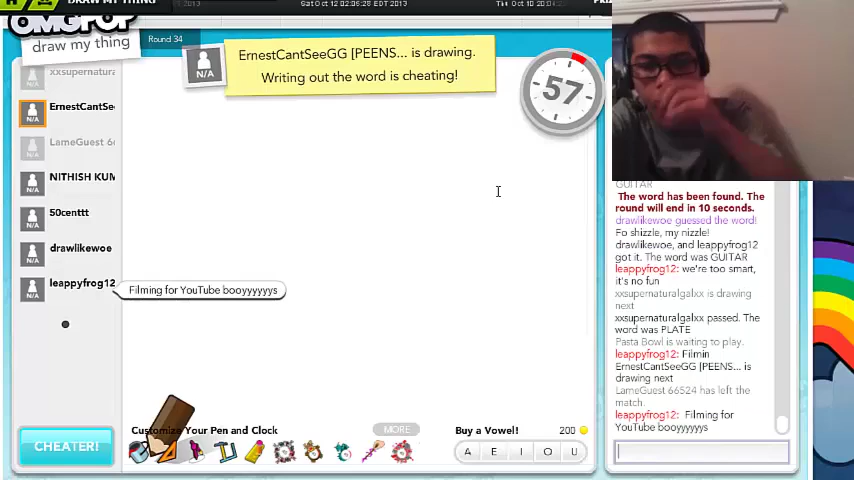 DRAW MY THING
Sat Oct 12 02:06:28 EDT 2013
OMGPOP
draw my thing
Round 34
ErnestCantSeeGG [PEENS... is drawing.
Writing out the word is cheating!
N/A
57
xxsupernatura
N/A
ErnestCantSe
N/A
LameGuest 6
N/A
NITHISH KUM
N/A
50centtt
N/A
drawlikewoe
N/A
leappyfrog12
N/A
Filming for YouTube booyyyyyys
CHEATER!
Customize Your Pen and Clock
MORE
Buy a Vowel!
200
A E I O U
GUITAR
The word has been found. The
round will end in 10 seconds.
drawlikewoe guessed the word!
Fo shizzle, my nizzle!
drawlikewoe, and leappyfrog12
got it. The word was GUITAR
leappyfrog12: we're too smart,
it's no fun
xxsupernaturalgalxx is drawing
next
xxsupernaturalgalxx passed. The
word was PLATE
Pasta Bowl is waiting to play.
leappyfrog12: Filmin
ErnestCantSeeGG [PEENS... is
drawing next
LameGuest 66524 has left the
match.
leappyfrog12: Filming for
YouTube booyyyyyys